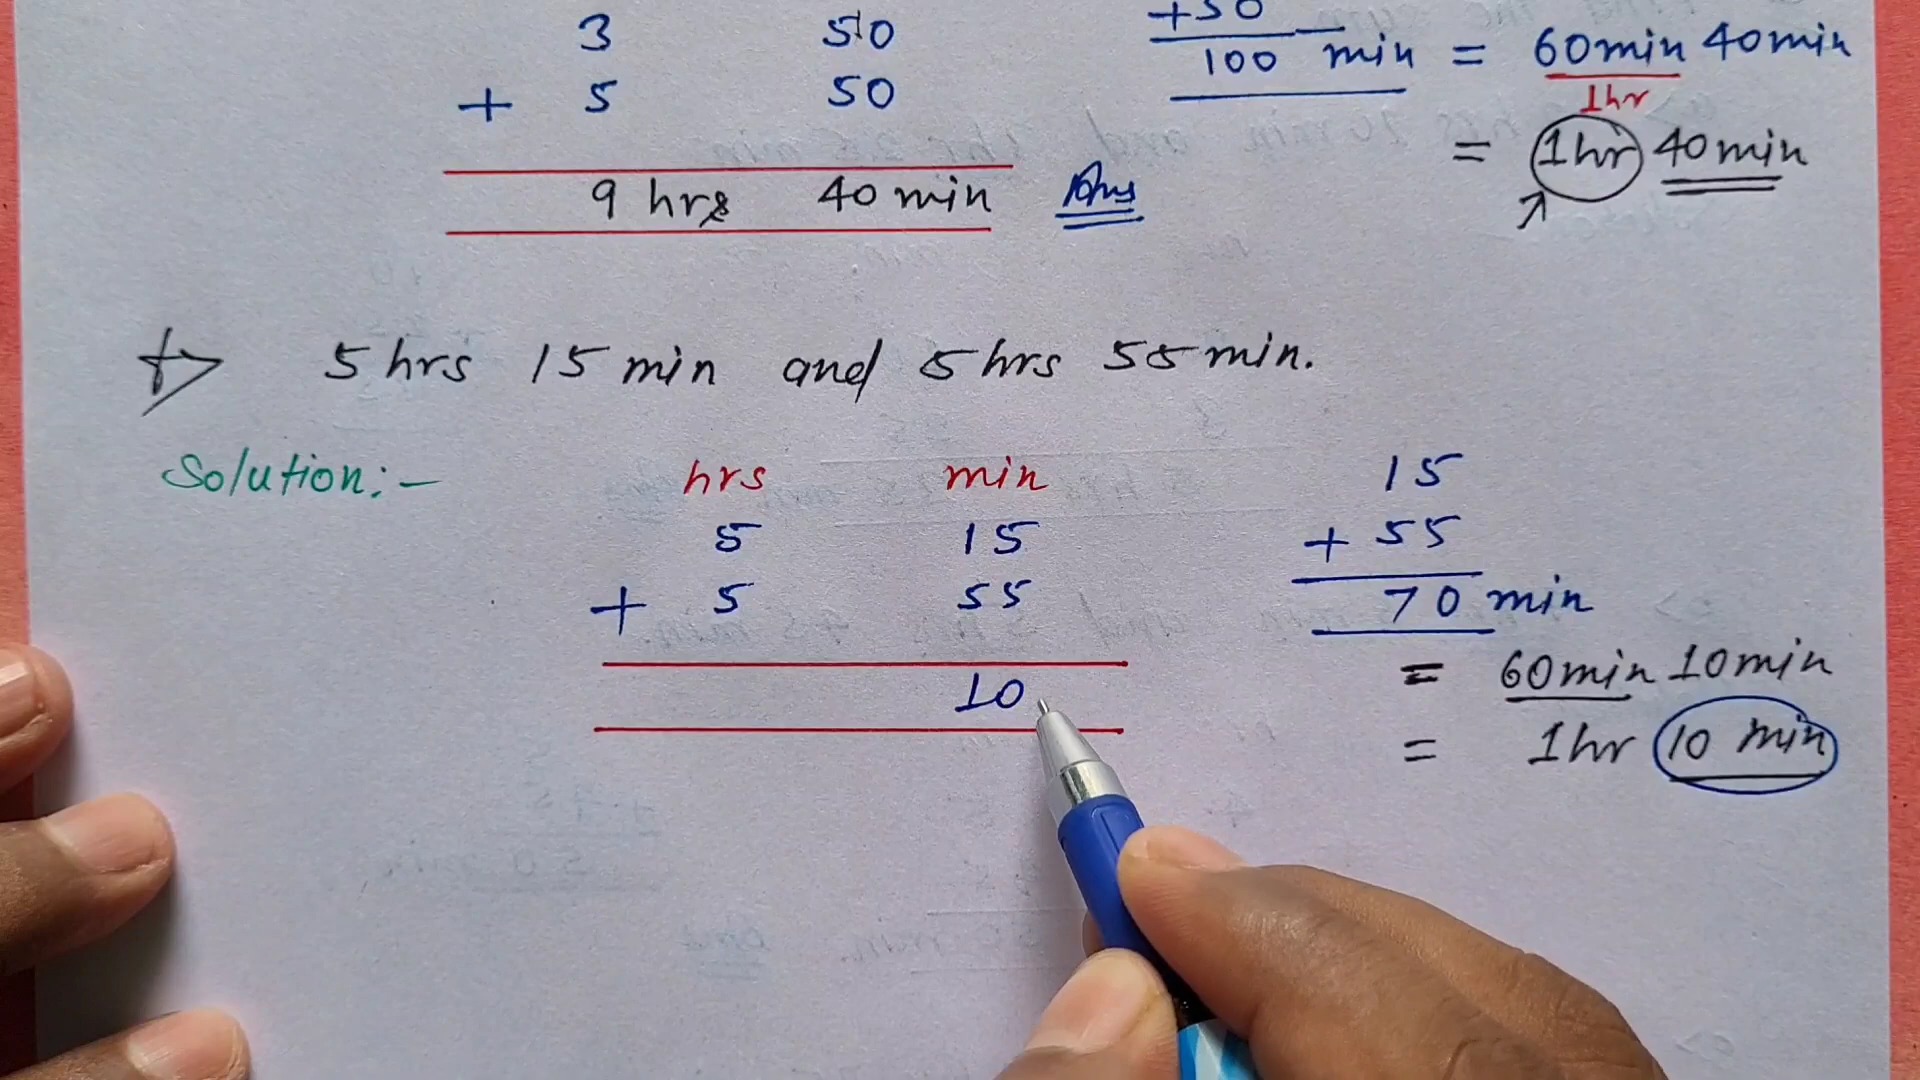 3 50 +50
+ 5 50 100 min = 60min 40min
1hr
= 1hr 40min
9 hrs 40 min Ans
f> 5 hrs 15 min and 5 hrs 55 min.
Solution:- hrs min 15
5 15 + 55
+ 5 55 70 min
= 60min 10min
10
= 1hr 10 min